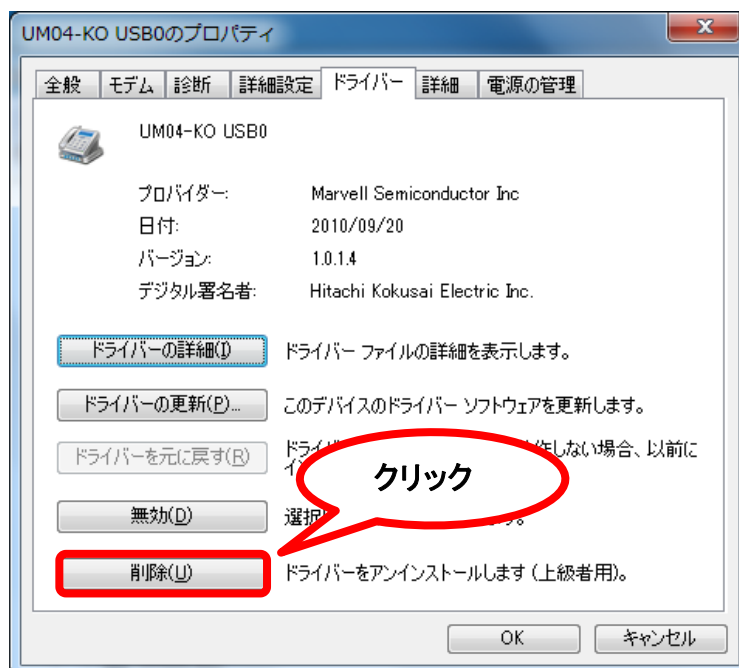 UM04-KO USB0のプロパティ
全般 モデム 診断 詳細設定 ドライバー 詳細 電源の管理
UM04-KO USB0
プロバイダー: Marvell Semiconductor Inc
日付: 2010/09/20
バージョン: 1.0.1.4
デジタル署名者: Hitachi Kokusai Electric Inc.
ドライバーの詳細(I) ドライバー ファイルの詳細を表示します。
ドライバーの更新(P)... このデバイスのドライバー ソフトウェアを更新します。
ドライバーを元に戻す(R) しない場合、以前に
クリック
無効(D) 選択
削除(U) ドライバーをアンインストールします (上級者用)。
OK キャンセル